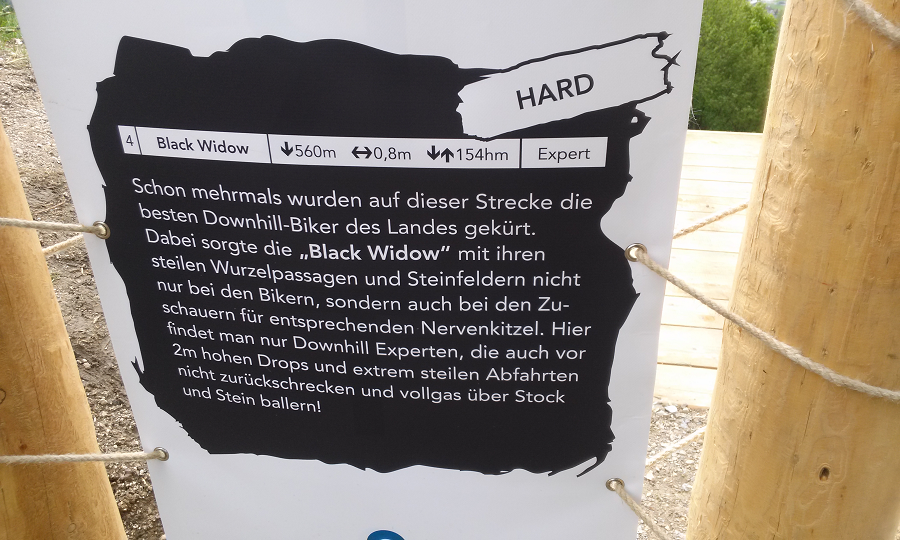 HARD
4 Black Widow ↓560m ↔0,8m ↓↑154hm Expert
Schon mehrmals wurden auf dieser Strecke die
besten Downhill-Biker des Landes gekürt.
Dabei sorgte die „Black Widow“ mit ihren
steilen Wurzelpassagen und Steinfeldern nicht
nur bei den Bikern, sondern auch bei den Zu-
schauern für entsprechenden Nervenkitzel. Hier
findet man nur Downhill Experten, die auch vor
2m hohen Drops und extrem steilen Abfahrten
nicht zurückschrecken und vollgas über Stock
und Stein ballern!